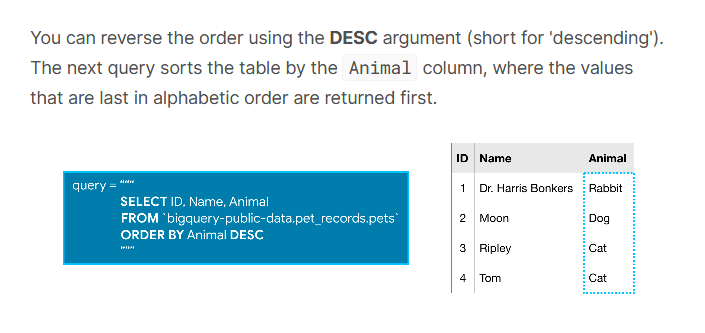 You can reverse the order using the DESC argument (short for 'descending').
The next query sorts the table by the Animal column, where the values
that are last in alphabetic order are returned first.
query = """
SELECT ID, Name, Animal
FROM `bigquery-public-data.pet_records.pets`
ORDER BY Animal DESC
"""
ID Name Animal
1 Dr. Harris Bonkers Rabbit
2 Moon Dog
3 Ripley Cat
4 Tom Cat